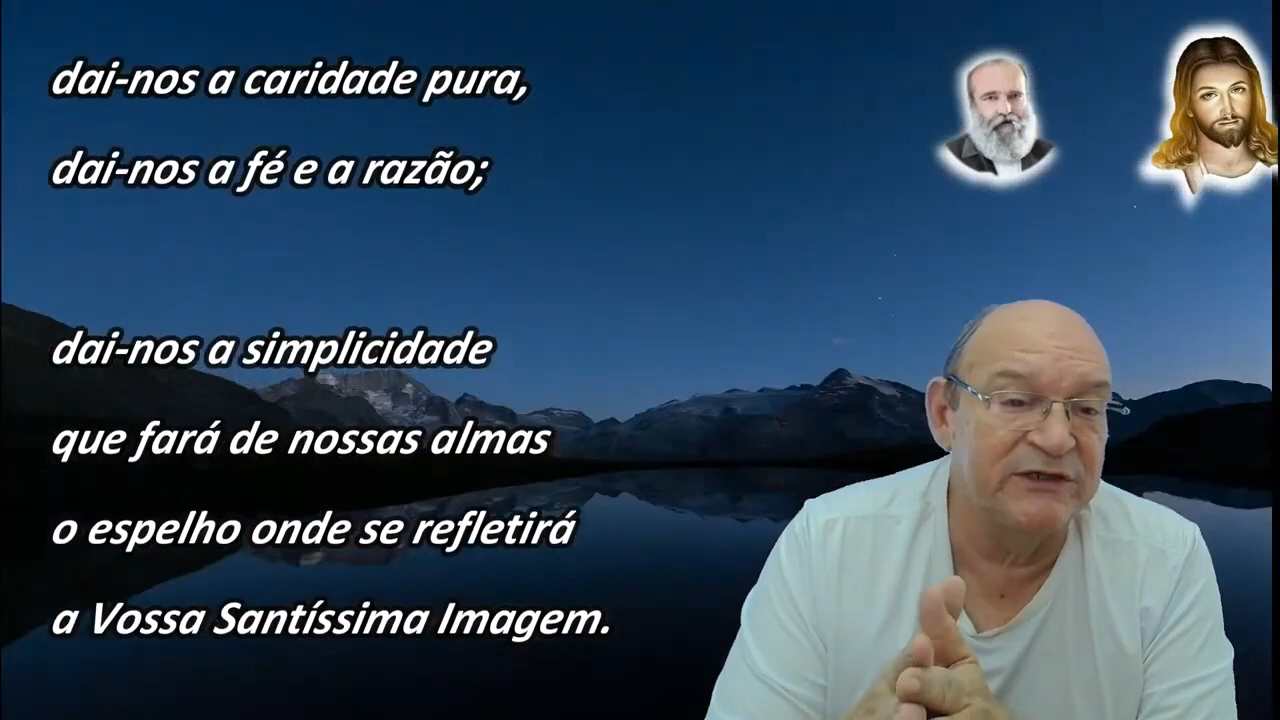 dai-nos a caridade pura,
dai-nos a fé e a razão;
dai-nos a simplicidade
que fará de nossas almas
o espelho onde se refletirá
a Vossa Santíssima Imagem.